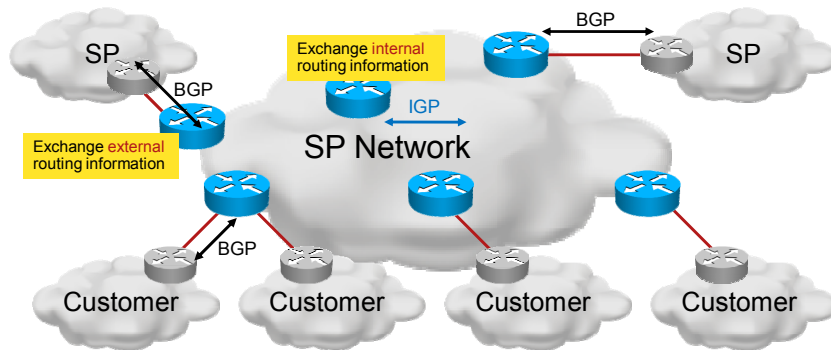 BGP
SP
SP
Exchange internal
routing information
BGP
IGP
Exchange external
routing information
SP Network
BGP
Customer
Customer
Customer
Customer